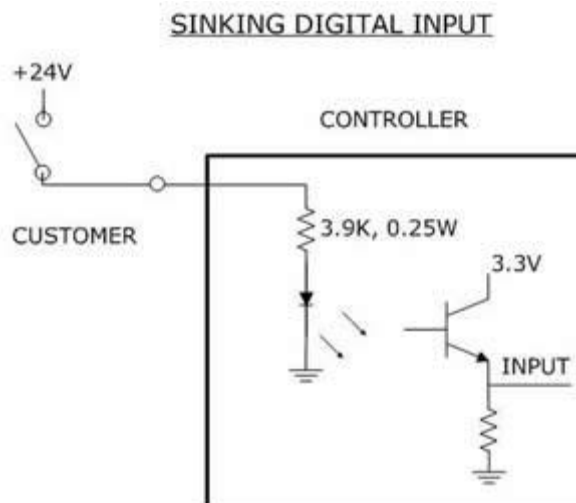 SINKING DIGITAL INPUT
+24V
CONTROLLER
CUSTOMER
3.9K, 0.25W
3.3V
INPUT